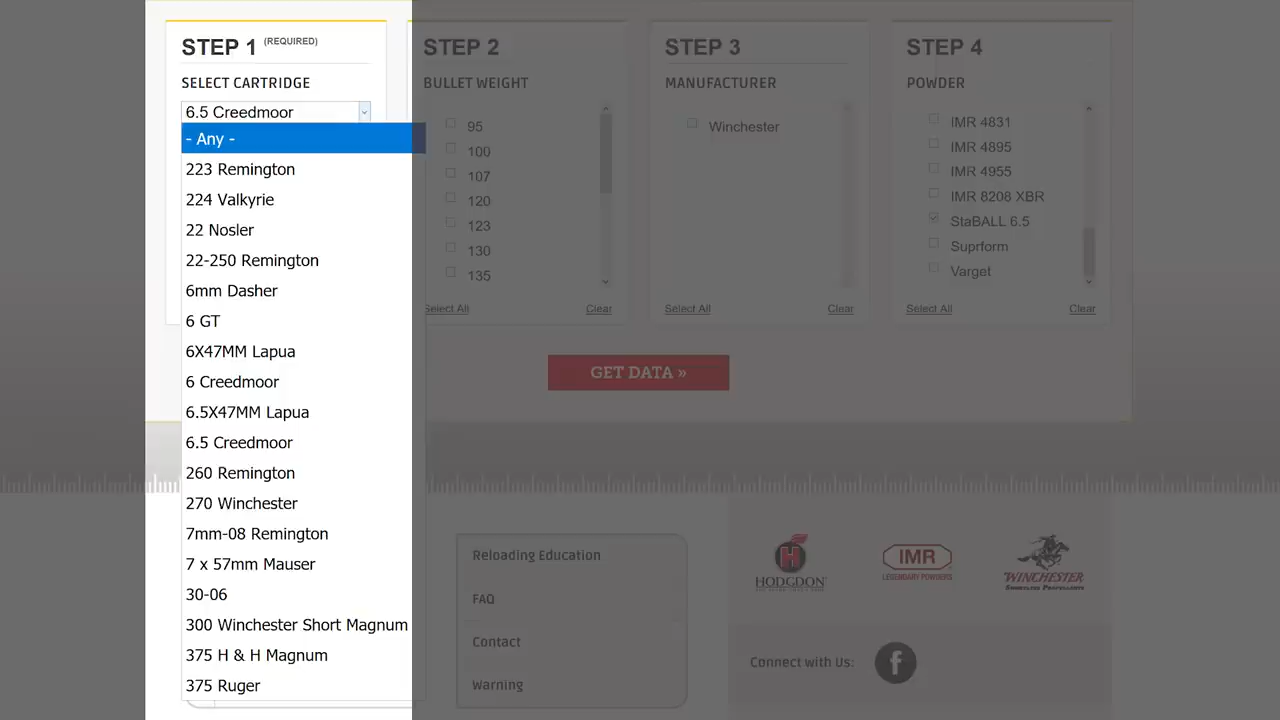 STEP 1 (REQUIRED)
SELECT CARTRIDGE
6.5 Creedmoor
- Any -
223 Remington
224 Valkyrie
22 Nosler
22-250 Remington
6mm Dasher
6 GT
6X47MM Lapua
6 Creedmoor
6.5X47MM Lapua
6.5 Creedmoor
260 Remington
270 Winchester
7mm-08 Remington
7 x 57mm Mauser
30-06
300 Winchester Short Magnum
375 H & H Magnum
375 Ruger
STEP 2
BULLET WEIGHT
95
100
107
120
123
130
135
Select All
Clear
STEP 3
MANUFACTURER
Winchester
Select All
Clear
STEP 4
POWDER
IMR 4831
IMR 4895
IMR 4955
IMR 8208 XBR
StaBALL 6.5
Suprform
Varget
Select All
Clear
GET DATA »
Reloading Education
FAQ
Contact
Warning
H
HODGDON
IMR
LEGENDARY POWDERS
WINCHESTER
SMOKELESS PROPELLANTS
Connect with Us:
f